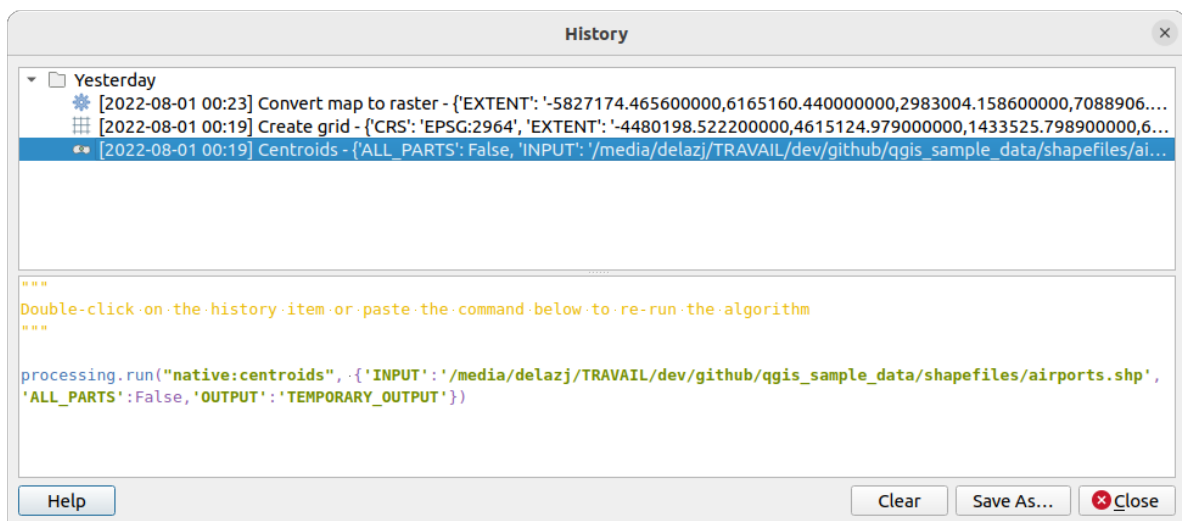 History
Yesterday
[2022-08-01 00:23] Convert map to raster - {'EXTENT': '-5827174.465600000,6165160.440000000,2983004.158600000,7088906....
[2022-08-01 00:19] Create grid - {'CRS': 'EPSG:2964', 'EXTENT': '-4480198.522200000,4615124.979000000,1433525.798900000,6...
[2022-08-01 00:19] Centroids - {'ALL_PARTS': False, 'INPUT': '/media/delazj/TRAVAIL/dev/github/qgis_sample_data/shapefiles/ai...
"""
Double-click·on·the·history·item·or·paste·the·command·below·to·re-run·the·algorithm
"""
processing.run("native:centroids",·{'INPUT':'/media/delazj/TRAVAIL/dev/github/qgis_sample_data/shapefiles/airports.shp',
'ALL_PARTS':False,'OUTPUT':'TEMPORARY_OUTPUT'})
Help
Clear
Save As...
Close